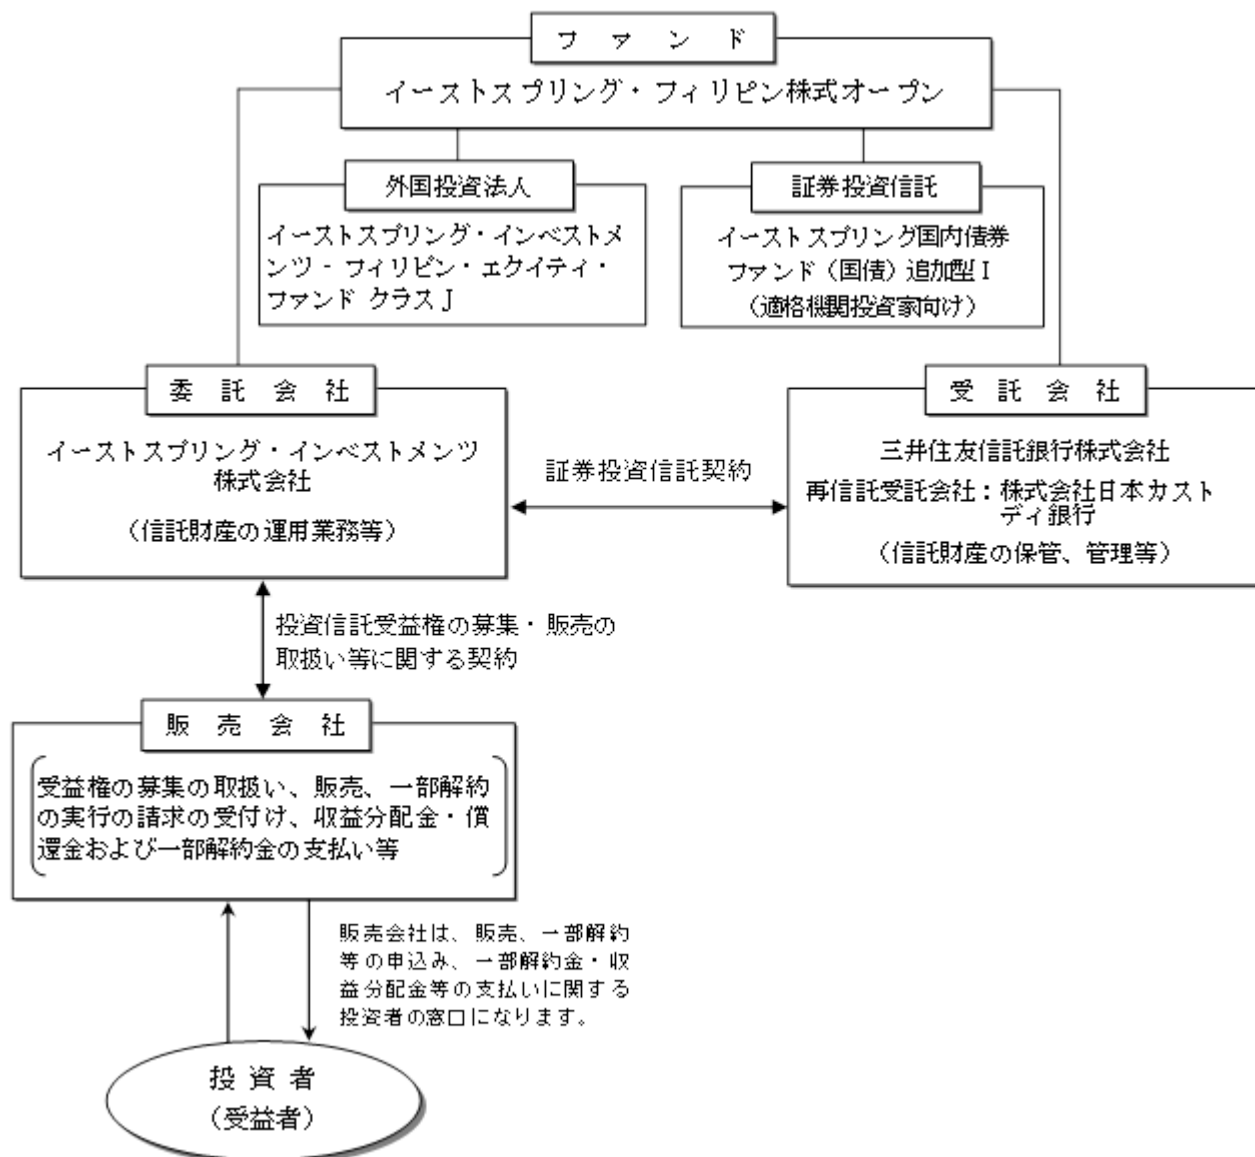 ファンド
イーストスプリング・フィリピン株式オープン
外国投資法人
イーストスプリング・インベストメ
ンツ - フィリピン・エクイティ・
ファンド クラスJ
証券投資信託
イーストスプリング国内債券
ファンド（国債）追加型Ⅰ
（適格機関投資家向け）
委託会社
イーストスプリング・インベストメンツ
株式会社
（信託財産の運用業務等）
証券投資信託契約
受託会社
三井住友信託銀行株式会社
再信託受託会社：株式会社日本カスト
ディ銀行
（信託財産の保管、管理等）
投資信託受益権の募集・販売の
取扱い等に関する契約
販売会社
受益権の募集の取扱い、販売、一部解約
の実行の請求の受付け、収益分配金・償
還金および一部解約金の支払い等
販売会社は、販売、一部解約
等の申込み、一部解約金・収
益分配金等の支払いに関する
投資者の窓口になります。
投資者
（受益者）